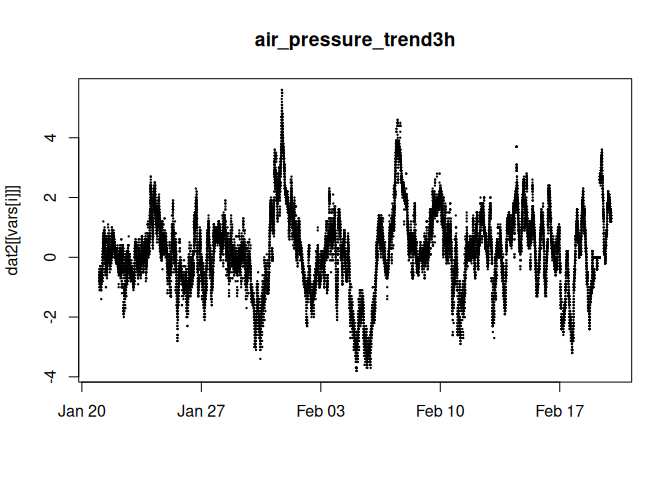 air_pressure_trend3h
dat2[[vars[i]]]
4
2
0
-2
-4
Jan 20
Jan 27
Feb 03
Feb 10
Feb 17